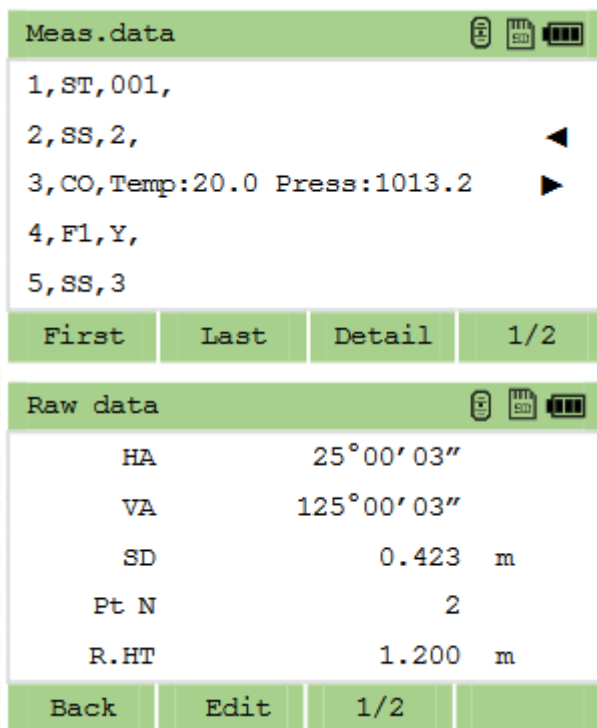 Meas.data
SD
1,ST,001,
2,SS,2,
3,CO,Temp:20.0 Press:1013.2
4,F1,Y,
5,SS,3
First Last Detail 1/2
Raw data
SD
HA 25°00′03″
VA 125°00′03″
SD 0.423 m
Pt N 2
R.HT 1.200 m
Back Edit 1/2